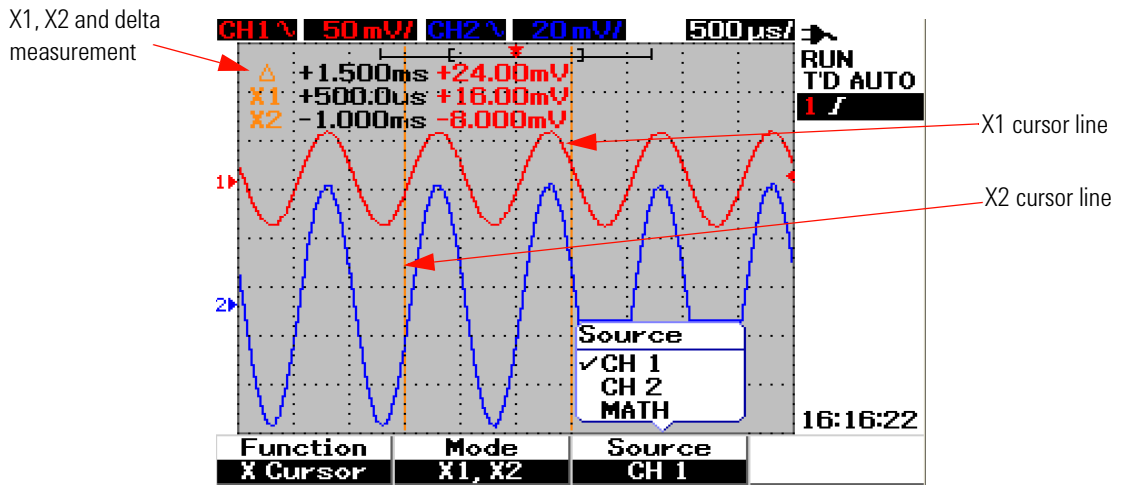 X1, X2 and delta
measurement
CH1 ∿ 50 mV/ CH2 ∿ 20 mV/ 500 µs/
RUN
T'D AUTO
1
Δ +1.500ms +24.00mV
X1 +500.0us +16.00mV
X2 -1.000ms -8.000mV
X1 cursor line
1
X2 cursor line
2
Source
✓CH 1
CH 2
MATH
16:16:22
Function Mode Source
X Cursor X1, X2 CH 1